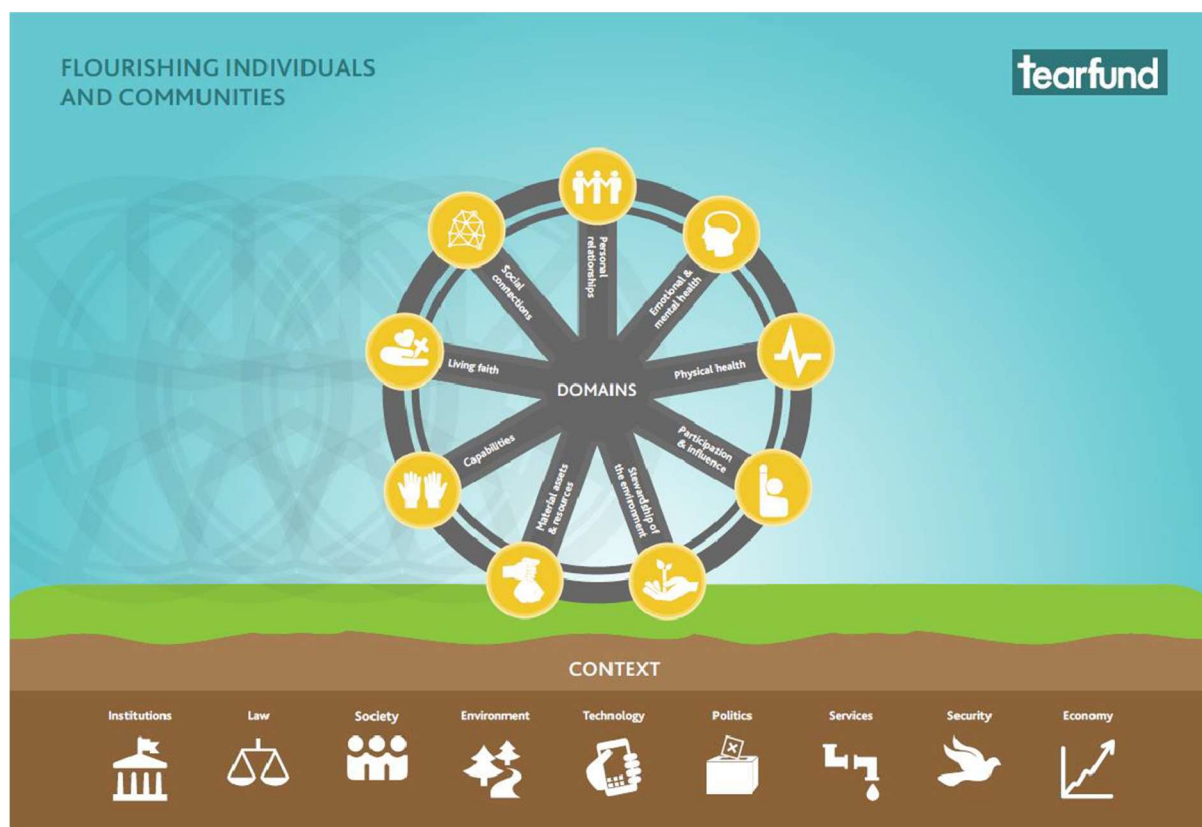 FLOURISHING INDIVIDUALS
AND COMMUNITIES
tearfund
Personal
relationships
Emotional &
mental health
Physical health
Participation
& influence
Stewardship of
the environment
Material assets
& resources
Capabilities
Living faith
Social
connections
DOMAINS
CONTEXT
Institutions
Law
Society
Environment
Technology
Politics
Services
Security
Economy